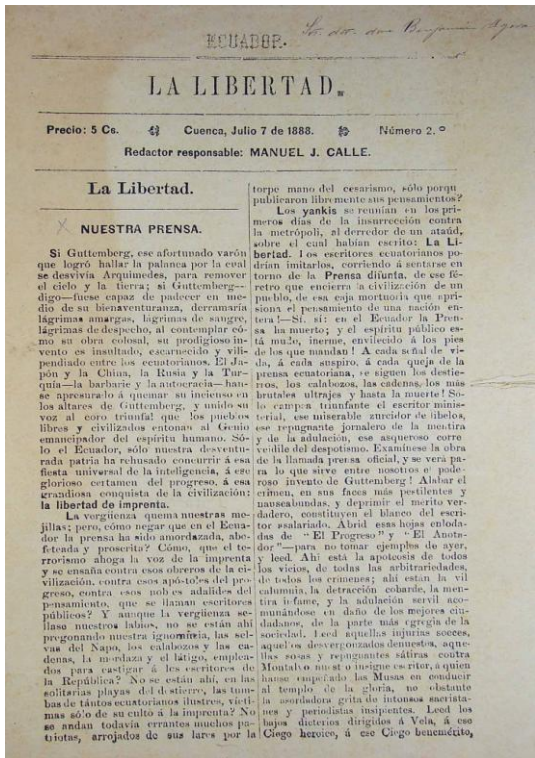 ECUADOR.
LA LIBERTAD.
Precio: 5 Cs. Cuenca, Julio 7 de 1888. Número 2.º
Redactor responsable: MANUEL J. CALLE.
La Libertad.
NUESTRA PRENSA.
Si Guttemberg, ese afortunado varón
que logró hallar la palanca por la cual
se desvivía Arquimedes, para remover
el cielo y la tierra; si Guttemberg—
digo—fuese capaz de padecer en me-
dio de su bienaventuranza, derramaría
lágrimas amargas, lágrimas de sangre,
lágrimas de despecho, al contemplar có-
mo su obra colosal, su prodigioso in-
vento es insultado, escarnecido y vili-
pendiado entre los ecuatorianos. El Ja-
pón y la China, la Rusia y la Tur-
quía—la barbarie y la autocracia—han-
se apresurado á quemar su incienso en
los altares de Guttemberg, y unido su
voz al coro triunfal que los pueblos
libres y civilizados entonan al Genio
emancipador del espíritu humano. Só-
lo el Ecuador, sólo nuestra desventu-
rada patria ha rehusado concurrir á esa
fiesta universal de la inteligencia, á ese
glorioso certamen del progreso, á esa
grandiosa conquista de la civilización:
la libertad de imprenta.
La vergüenza quema nuestras me-
jillas; pero, cómo negar que en el Ecua-
dor la prensa ha sido amordazada, abo-
feteada y proscrita? Cómo, que el te-
rrorismo ahoga la voz de la imprenta
y se ensaña contra esos obreros de la ci-
vilización, contra esos apóstoles del pro-
greso, contra esos nobles adalides del
pensamiento, que se llaman escritores
públicos? Y aunque la vergüenza se-
llase nuestros labios, no se están ahí
pregonando nuestra ignominia, las sel-
vas del Napo, los calabozos y las ca-
denas, la mordaza y el látigo, emplea-
dos para castigar á los escritores de
la República? No se están ahí, en las
solitarias playas del destierro, las tum-
bas de tántos ecuatorianos ilustres, vícti-
mas sólo de su culto á la imprenta? No
se andan todavía errantes muchos pa-
triotas, arrojados de sus lares por la
torpe mano del cesarismo, sólo porqu
publicaron libremente sus pensamientos?
Los yankis se reunían en los pri-
meros días de la insurrección contra
la metrópoli, al derredor de un ataúd,
sobre el cual habían escrito: La Li-
bertad. Los escritores ecuatorianos po-
drían imitarlos, corriendo á sentarse en
torno de la Prensa difunta, de ese fé-
retro que encierra la civilización de un
pueblo, de esa caja mortuoria que apri-
siona el pensamiento de una nación en-
tera!—Sí, sí: en el Ecuador la Pren-
sa ha muerto; y el espíritu público es-
tá mudo, inerme, envilecido á los pies
de los que mandan! A cada señal de vi-
da, á cada suspiro, á cada queja de la
prensa ecuatoriana, se siguen los destie-
rros, los calabozos, las cadenas, los más
brutales ultrajes y hasta la muerte! Só-
lo campea triunfante el escritor minis-
terial, ese miserable zurcidor de libelos,
ese repugnante jornalero de la mentira
y de la adulación, ese asqueroso corre
veidile del despotismo. Examínese la obra
de la llamada prensa oficial, y se verá pa-
ra lo que sirve entre nosotros el pode-
roso invento de Guttemberg! Alabar el
crimen, en sus faces más pestilentes y
nauseabundas, y deprimir el mérito ver-
dadero, constituyen el blanco del escri-
tor asalariado. Abrid esas hojas enloda-
das de “El Progreso” y “El Anota-
dor”—para no tomar ejemplos de ayer,
y leed. Ahí está la apoteosis de todos
los vicios, de todas las arbitrariedades,
de todos los crímenes; ahí están la vil
calumnia, la detracción cobarde, la men-
tira infame, y la adulación servil aco-
munándose en daño de los mejores ciu-
dadanos, de la parte más egregia de la
sociedad. Leed aquellas injurias soeces,
aquellos desvergonzados denuestos, aque-
llas sosas y repugnantes sátiras contra
Montalvo, nuestro insigne escritor, á quien
hanse empeñado las Musas en conducir
al templo de la gloria, no obstante
la asordadora grita de intonsos sacrista-
nes y periodistas insipientes. Leed los
bajos dicterios dirigidos á Vela, á ese
Ciego heroico, á ese Ciego benemérito,